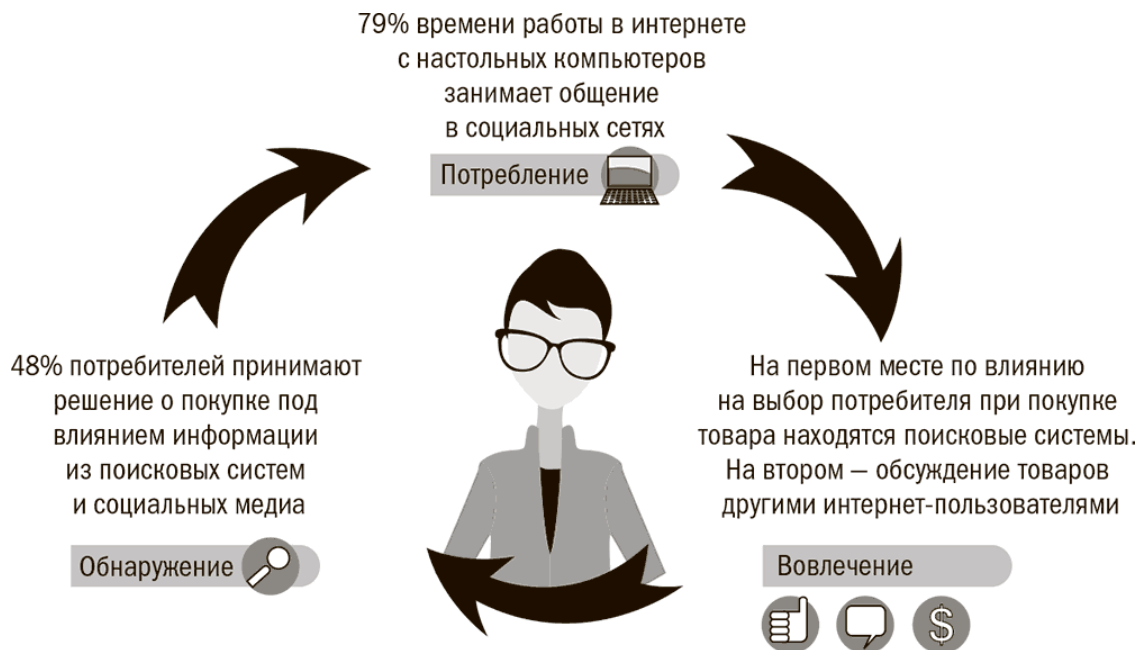 79% времени работы в интернете
с настольных компьютеров
занимает общение
в социальных сетях
Потребление
48% потребителей принимают
решение о покупке под
влиянием информации
из поисковых систем
и социальных медиа
Обнаружение
На первом месте по влиянию
на выбор потребителя при покупке
товара находятся поисковые системы.
На втором — обсуждение товаров
другими интернет-пользователями
Вовлечение
$